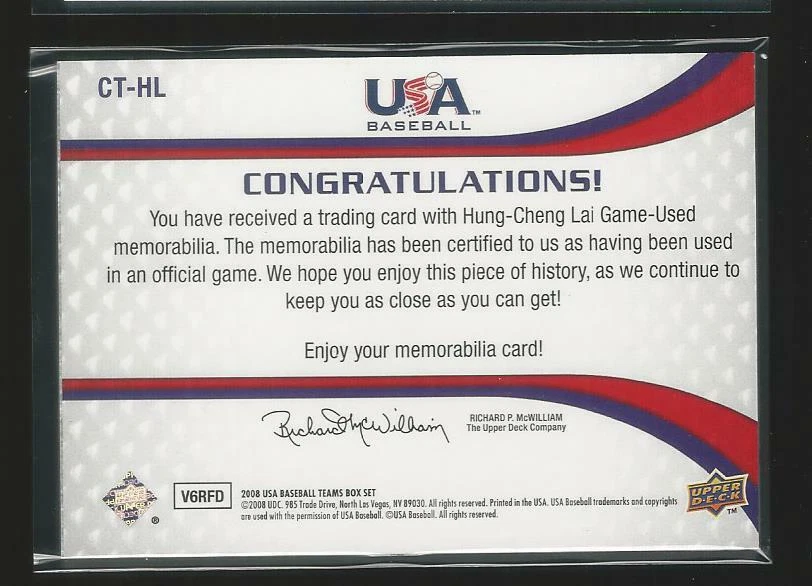 CT-HL
USA
BASEBALL™
CONGRATULATIONS!
You have received a trading card with Hung-Cheng Lai Game-Used
memorabilia. The memorabilia has been certified to us as having been used
in an official game. We hope you enjoy this piece of history, as we continue to
keep you as close as you can get!
Enjoy your memorabilia card!
Richard P. McWilliam
RICHARD P. McWILLIAM
The Upper Deck Company
V6RFD
2008 USA BASEBALL TEAMS BOX SET
©2008 UDC. 985 Trade Drive, North Las Vegas, NV 89030. All rights reserved. Printed in the USA. USA Baseball trademarks and copyrights
are used with the permission of USA Baseball. ©USA Baseball. All rights reserved.
®
UPPER
DECK
™